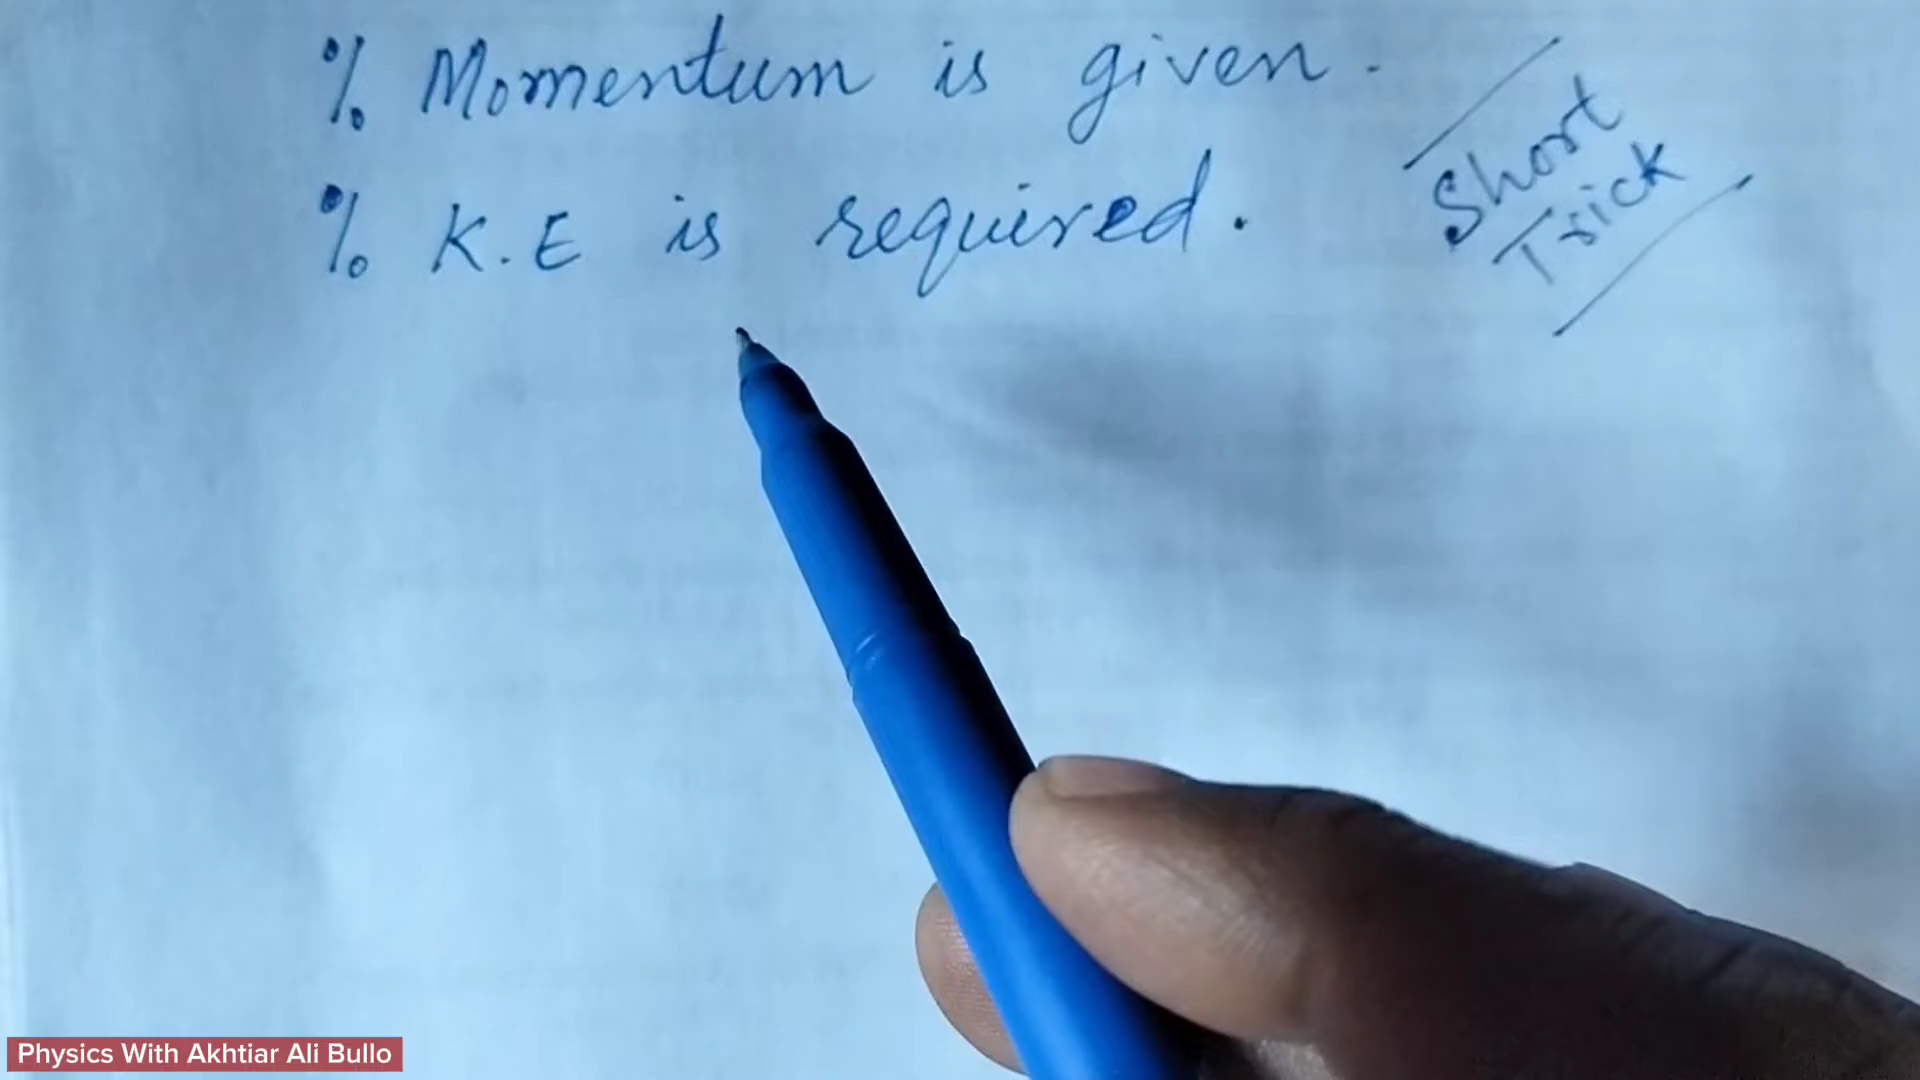 % Momentum is given.
% K.E is required.
Short
Trick
Physics With Akhtiar Ali Bullo